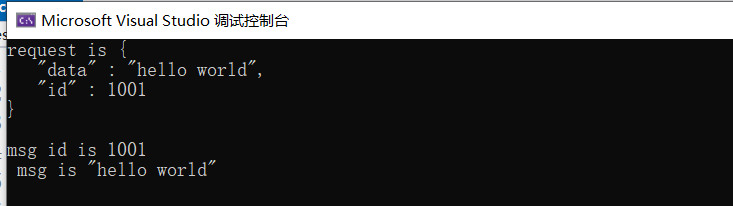 Microsoft Visual Studio 调试控制台
request is {
   "data" : "hello world",
   "id" : 1001
}
msg id is 1001
 msg is "hello world"